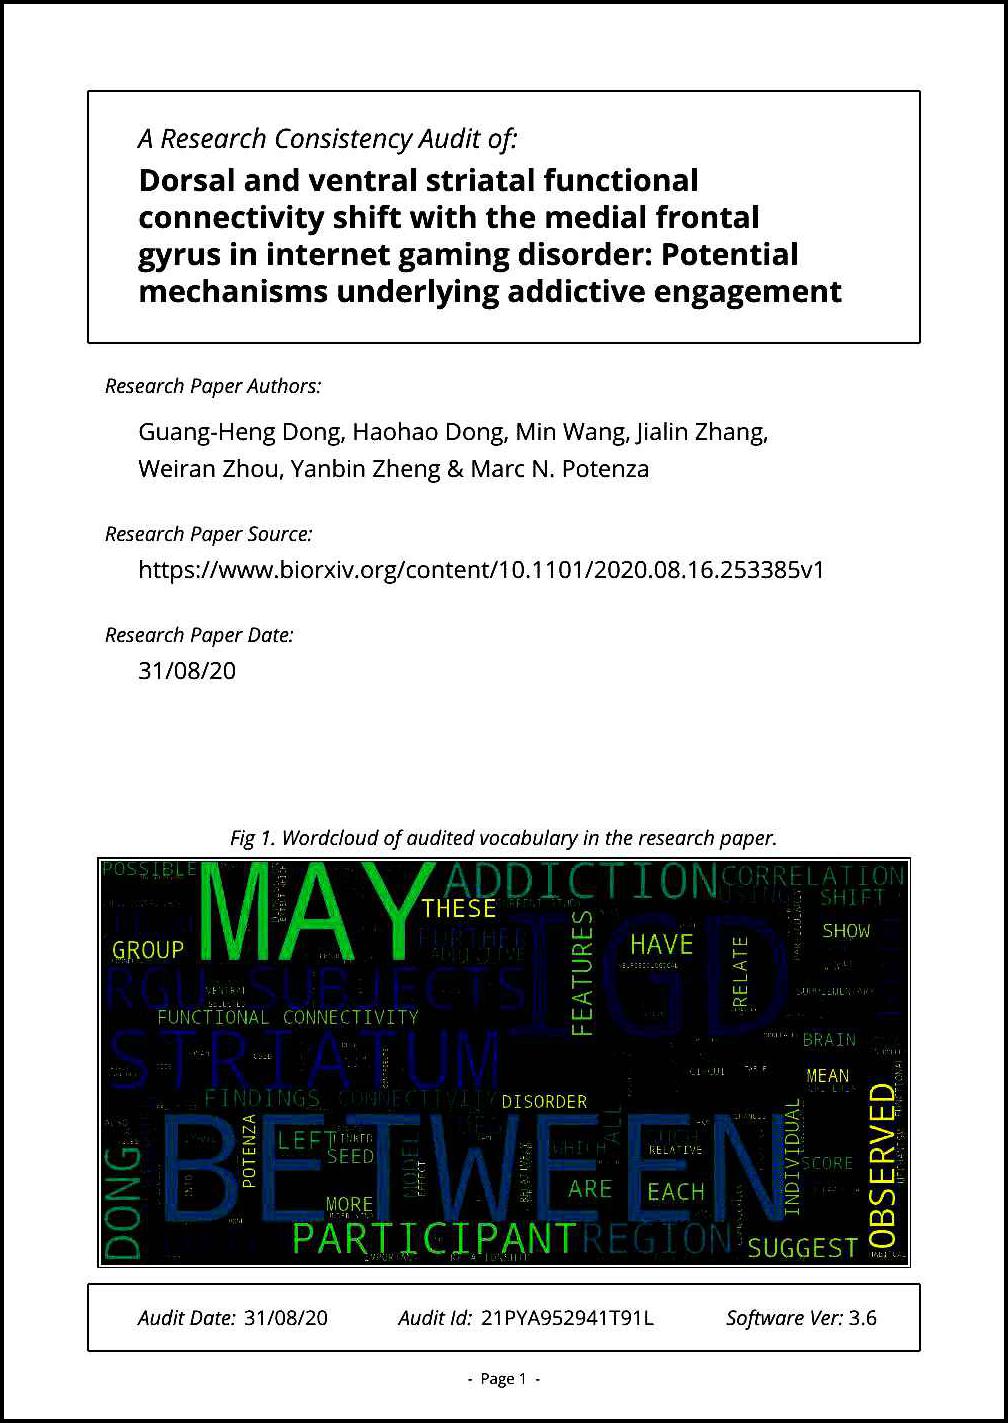 A Research Consistency Audit of:
Dorsal and ventral striatal functional
connectivity shift with the medial frontal
gyrus in internet gaming disorder: Potential
mechanisms underlying addictive engagement
Research Paper Authors:
Guang-Heng Dong, Haohao Dong, Min Wang, Jialin Zhang,
Weiran Zhou, Yanbin Zheng & Marc N. Potenza
Research Paper Source:
https://www.biorxiv.org/content/10.1101/2020.08.16.253385v1
Research Paper Date:
31/08/20
Fig 1. Wordcloud of audited vocabulary in the research paper.
POSSIBLE
MAY
ADDICTION
CORRELATION
THESE
SHIFT
GROUP
FURTHER
FEATURES
HAVE
IGD
RELATE
SHOW
RGU SUBJECTS
FUNCTIONAL CONNECTIVITY
STRIATUM
BRAIN
MEAN
FINDINGS
CONNECTIVITY
DISORDER
BETWEEN
POTENZA
LEFT
LINKED
SEED
MODEL
EFFECT
WHICH
ALL
RELATIVE
INDIVIDUAL
SCORE
OBSERVED
DONG
MORE
ARE
EACH
PARTICIPANT
REGION
SUGGEST
Audit Date: 31/08/20 Audit Id: 21PYA952941T91L Software Ver: 3.6
- Page 1 -